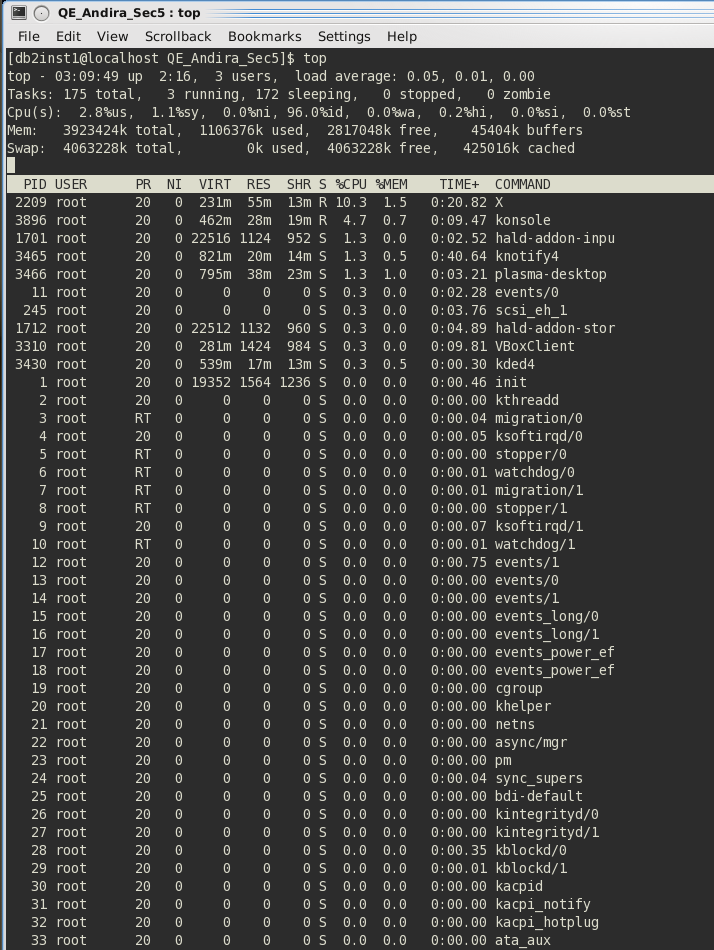 QE_Andira_Sec5 : top
File Edit View Scrollback Bookmarks Settings Help
[db2inst1@localhost QE_Andira_Sec5]$ top
top - 03:09:49 up  2:16,  3 users,  load average: 0.05, 0.01, 0.00
Tasks: 175 total,   3 running, 172 sleeping,   0 stopped,   0 zombie
Cpu(s):  2.8%us,  1.1%sy,  0.0%ni, 96.0%id,  0.0%wa,  0.2%hi,  0.0%si,  0.0%st
Mem:   3923424k total,  1106376k used,  2817048k free,    45404k buffers
Swap:  4063228k total,        0k used,  4063228k free,   425016k cached
PID USER      PR  NI  VIRT  RES  SHR S %CPU %MEM    TIME+  COMMAND
2209 root      20   0  231m  55m  13m R 10.3  1.5   0:20.82 X
3896 root      20   0  462m  28m  19m R  4.7  0.7   0:09.47 konsole
1701 root      20   0 22516 1124  952 S  1.3  0.0   0:02.52 hald-addon-inpu
3465 root      20   0  821m  20m  14m S  1.3  0.5   0:40.64 knotify4
3466 root      20   0  795m  38m  23m S  1.3  1.0   0:03.21 plasma-desktop
11 root      20   0     0    0    0 S  0.3  0.0   0:02.28 events/0
245 root      20   0     0    0    0 S  0.3  0.0   0:03.76 scsi_eh_1
1712 root      20   0 22512 1132  960 S  0.3  0.0   0:04.89 hald-addon-stor
3310 root      20   0  281m 1424  984 S  0.3  0.0   0:09.81 VBoxClient
3430 root      20   0  539m  17m  13m S  0.3  0.5   0:00.30 kded4
1 root      20   0 19352 1564 1236 S  0.0  0.0   0:00.46 init
2 root      20   0     0    0    0 S  0.0  0.0   0:00.00 kthreadd
3 root      RT   0     0    0    0 S  0.0  0.0   0:00.04 migration/0
4 root      20   0     0    0    0 S  0.0  0.0   0:00.05 ksoftirqd/0
5 root      RT   0     0    0    0 S  0.0  0.0   0:00.00 stopper/0
6 root      RT   0     0    0    0 S  0.0  0.0   0:00.01 watchdog/0
7 root      RT   0     0    0    0 S  0.0  0.0   0:00.01 migration/1
8 root      RT   0     0    0    0 S  0.0  0.0   0:00.00 stopper/1
9 root      20   0     0    0    0 S  0.0  0.0   0:00.07 ksoftirqd/1
10 root      RT   0     0    0    0 S  0.0  0.0   0:00.01 watchdog/1
12 root      20   0     0    0    0 S  0.0  0.0   0:00.75 events/1
13 root      20   0     0    0    0 S  0.0  0.0   0:00.00 events/0
14 root      20   0     0    0    0 S  0.0  0.0   0:00.00 events/1
15 root      20   0     0    0    0 S  0.0  0.0   0:00.00 events_long/0
16 root      20   0     0    0    0 S  0.0  0.0   0:00.00 events_long/1
17 root      20   0     0    0    0 S  0.0  0.0   0:00.00 events_power_ef
18 root      20   0     0    0    0 S  0.0  0.0   0:00.00 events_power_ef
19 root      20   0     0    0    0 S  0.0  0.0   0:00.00 cgroup
20 root      20   0     0    0    0 S  0.0  0.0   0:00.00 khelper
21 root      20   0     0    0    0 S  0.0  0.0   0:00.00 netns
22 root      20   0     0    0    0 S  0.0  0.0   0:00.00 async/mgr
23 root      20   0     0    0    0 S  0.0  0.0   0:00.00 pm
24 root      20   0     0    0    0 S  0.0  0.0   0:00.04 sync_supers
25 root      20   0     0    0    0 S  0.0  0.0   0:00.00 bdi-default
26 root      20   0     0    0    0 S  0.0  0.0   0:00.00 kintegrityd/0
27 root      20   0     0    0    0 S  0.0  0.0   0:00.00 kintegrityd/1
28 root      20   0     0    0    0 S  0.0  0.0   0:00.35 kblockd/0
29 root      20   0     0    0    0 S  0.0  0.0   0:00.01 kblockd/1
30 root      20   0     0    0    0 S  0.0  0.0   0:00.00 kacpid
31 root      20   0     0    0    0 S  0.0  0.0   0:00.00 kacpi_notify
32 root      20   0     0    0    0 S  0.0  0.0   0:00.00 kacpi_hotplug
33 root      20   0     0    0    0 S  0.0  0.0   0:00.00 ata_aux